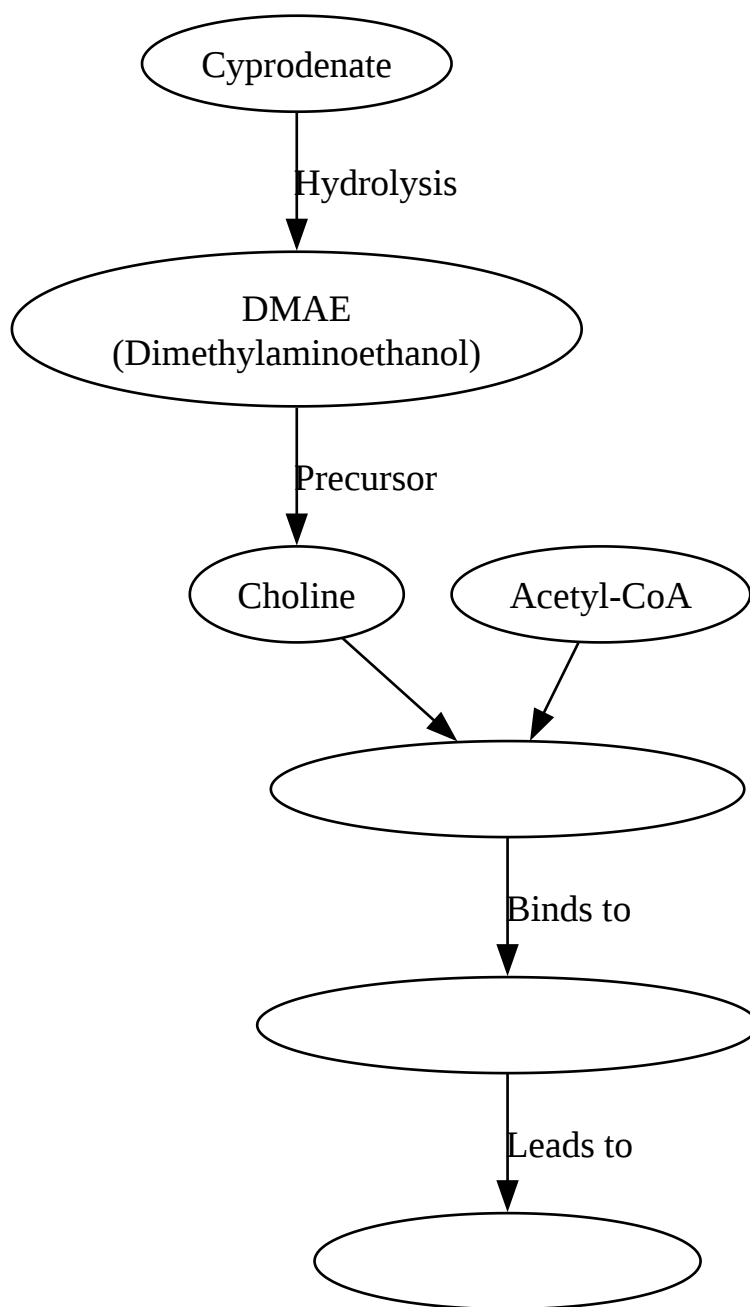 Cyprodenate
Hydrolysis
DMAE
(Dimethylaminoethanol)
Precursor
Choline
Acetyl-CoA
Binds to
Leads to